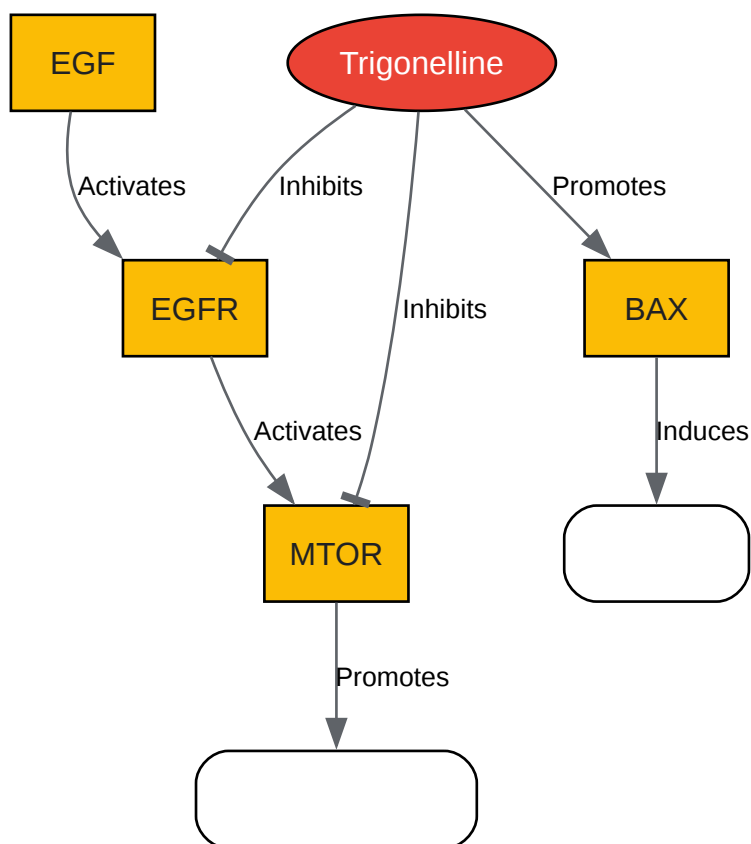 EGF
Trigonelline
Activates
Inhibits
Promotes
EGFR
Inhibits
BAX
Activates
Induces
MTOR
Promotes